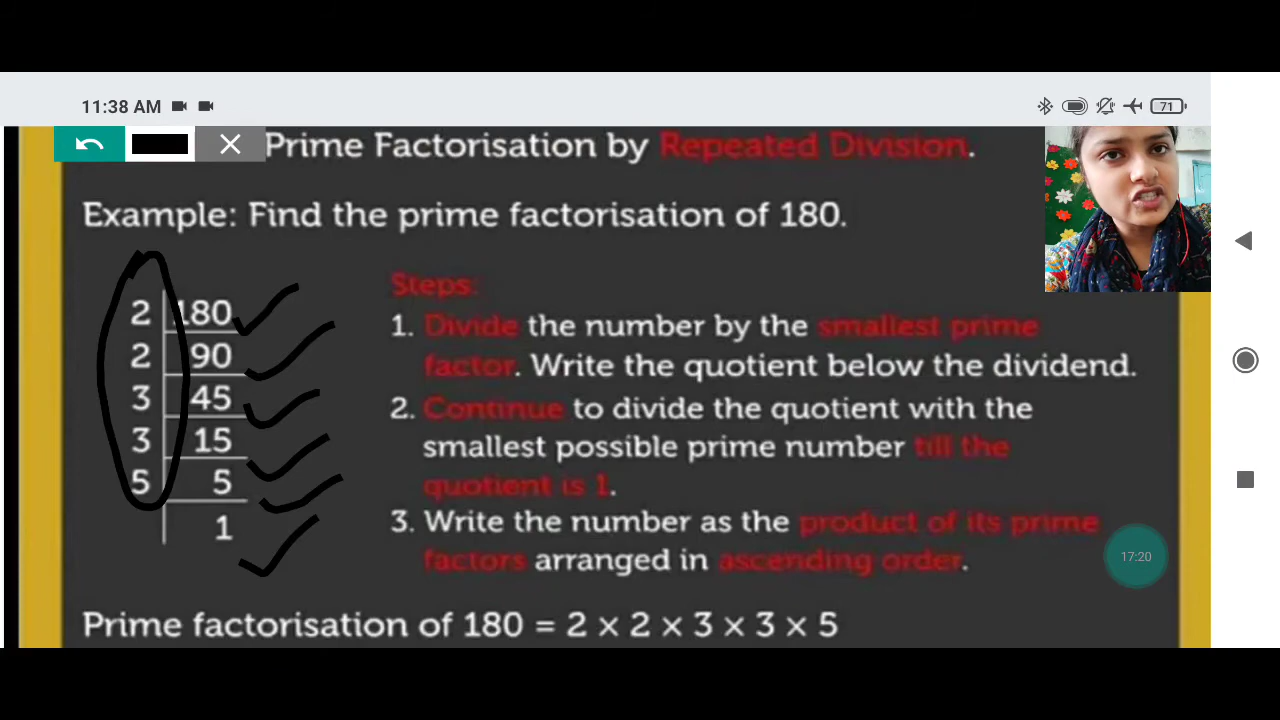 11:38 AM
71
Prime Factorisation by Repeated Division.
Example: Find the prime factorisation of 180.
2 180
2 90
3 45
3 15
5 5
1
Steps:
1. Divide the number by the smallest prime
factor. Write the quotient below the dividend.
2. Continue to divide the quotient with the
smallest possible prime number till the
quotient is 1.
3. Write the number as the product of its prime
factors arranged in ascending order.
17:20
Prime factorisation of 180 = 2 × 2 × 3 × 3 × 5